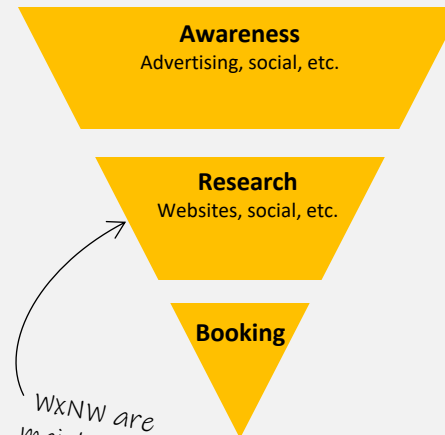 Awareness
Advertising, social, etc.
Research
Websites, social, etc.
Booking
WxNW are